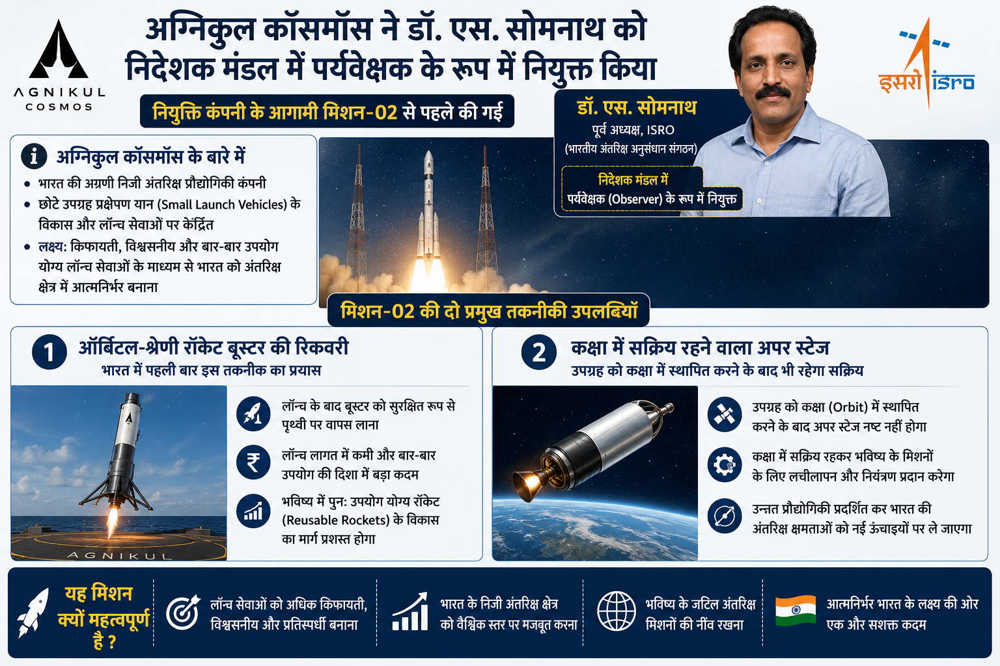 AGNIKUL
COSMOS
अग्निकुल कॉसमॉस ने डॉ. एस. सोमनाथ को
निदेशक मंडल में पर्यवेक्षक के रूप में नियुक्त किया
नियुक्ति कंपनी के आगामी मिशन-02 से पहले की गई
इसरो isro
डॉ. एस. सोमनाथ
पूर्व अध्यक्ष, ISRO
(भारतीय अंतरिक्ष अनुसंधान संगठन)
निदेशक मंडल में
पर्यवेक्षक (Observer) के रूप में नियुक्त
i अग्निकुल कॉसमॉस के बारे में
• भारत की अग्रणी निजी अंतरिक्ष प्रौद्योगिकी कंपनी
• छोटे उपग्रह प्रक्षेपण यान (Small Launch Vehicles) के
विकास और लॉन्च सेवाओं पर केंद्रित
• लक्ष्य: किफायती, विश्वसनीय और बार-बार उपयोग
योग्य लॉन्च सेवाओं के माध्यम से भारत को अंतरिक्ष
क्षेत्र में आत्मनिर्भर बनाना
मिशन-02 की दो प्रमुख तकनीकी उपलब्धियाँ
1 ऑर्बिटल-श्रेणी रॉकेट बूस्टर की रिकवरी
भारत में पहली बार इस तकनीक का प्रयास
लॉन्च के बाद बूस्टर को सुरक्षित रूप से
पृथ्वी पर वापस लाना
₹ लॉन्च लागत में कमी और बार-बार
उपयोग की दिशा में बड़ा कदम
भविष्य में पुन: उपयोग योग्य रॉकेट
(Reusable Rockets) के विकास
का मार्ग प्रशस्त होगा
AGNIKUL
2 कक्षा में सक्रिय रहने वाला अपर स्टेज
उपग्रह को कक्षा में स्थापित करने के बाद भी रहेगा सक्रिय
उपग्रह को कक्षा (Orbit) में स्थापित
करने के बाद अपर स्टेज नष्ट नहीं होगा
कक्षा में सक्रिय रहकर भविष्य के मिशनों
के लिए लचीलापन और नियंत्रण प्रदान करेगा
उन्नत प्रौद्योगिकी प्रदर्शित कर भारत की
अंतरिक्ष क्षमताओं को नई ऊंचाइयों पर ले जाएगा
यह मिशन
क्यों महत्वपूर्ण
है ?
लॉन्च सेवाओं को अधिक किफायती,
विश्वसनीय और प्रतिस्पर्धी बनाना
भारत के निजी अंतरिक्ष क्षेत्र
को वैश्विक स्तर पर मजबूत करना
भविष्य के जटिल अंतरिक्ष
मिशनों की नींव रखना
आत्मनिर्भर भारत के लक्ष्य की ओर
एक और सशक्त कदम